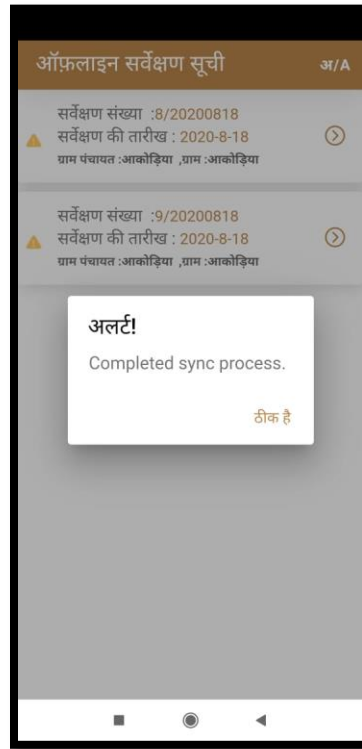 ऑफ़लाइन सर्वेक्षण सूची अ/A
सर्वेक्षण संख्या :8/20200818
सर्वेक्षण की तारीख : 2020-8-18
ग्राम पंचायत :आकोड़िया ,ग्राम :आकोड़िया
सर्वेक्षण संख्या :9/20200818
सर्वेक्षण की तारीख : 2020-8-18
ग्राम पंचायत :आकोड़िया ,ग्राम :आकोड़िया
अलर्ट!
Completed sync process.
ठीक है